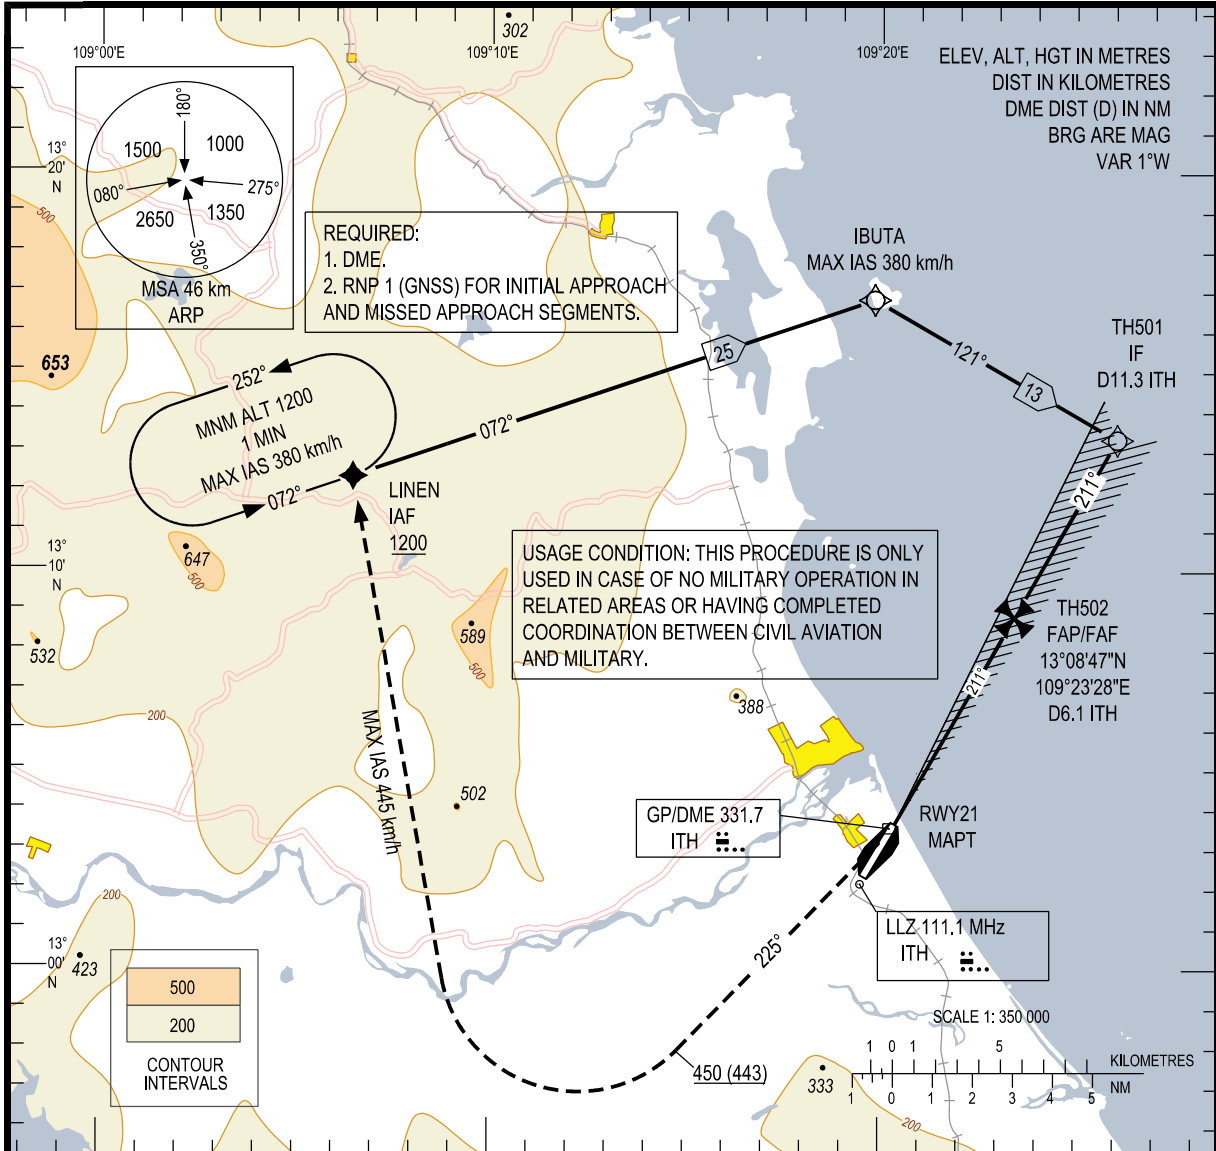 109°00'E
302
109°10'E
109°20'E
ELEV, ALT, HGT IN METRES
DIST IN KILOMETRES
DME DIST (D) IN NM
BRG ARE MAG
VAR 1°W
13°
20'
N
180°
1500
1000
080°
275°
2650
1350
350°
MSA 46 km
ARP
500
653
REQUIRED:
1. DME.
2. RNP 1 (GNSS) FOR INITIAL APPROACH
AND MISSED APPROACH SEGMENTS.
IBUTA
MAX IAS 380 km/h
TH501
IF
D11.3 ITH
25
121°
13
252°
MNM ALT 1200
1 MIN
MAX IAS 380 km/h
072°
072°
LINEN
IAF
1200
211°
13°
10'
N
647
500
532
589
500
USAGE CONDITION: THIS PROCEDURE IS ONLY
USED IN CASE OF NO MILITARY OPERATION IN
RELATED AREAS OR HAVING COMPLETED
COORDINATION BETWEEN CIVIL AVIATION
AND MILITARY.
TH502
FAP/FAF
13°08'47"N
109°23'28"E
D6.1 ITH
211°
388
200
MAX IAS 445 km/h
502
GP/DME 331.7
ITH
RWY21
MAPT
200
LLZ 111.1 MHz
ITH
225°
13°
00'
N
423
500
200
CONTOUR
INTERVALS
450 (443)
333
200
SCALE 1: 350 000
1 0 1 5
KILOMETRES
1 0 1 2 3 4 5
NM